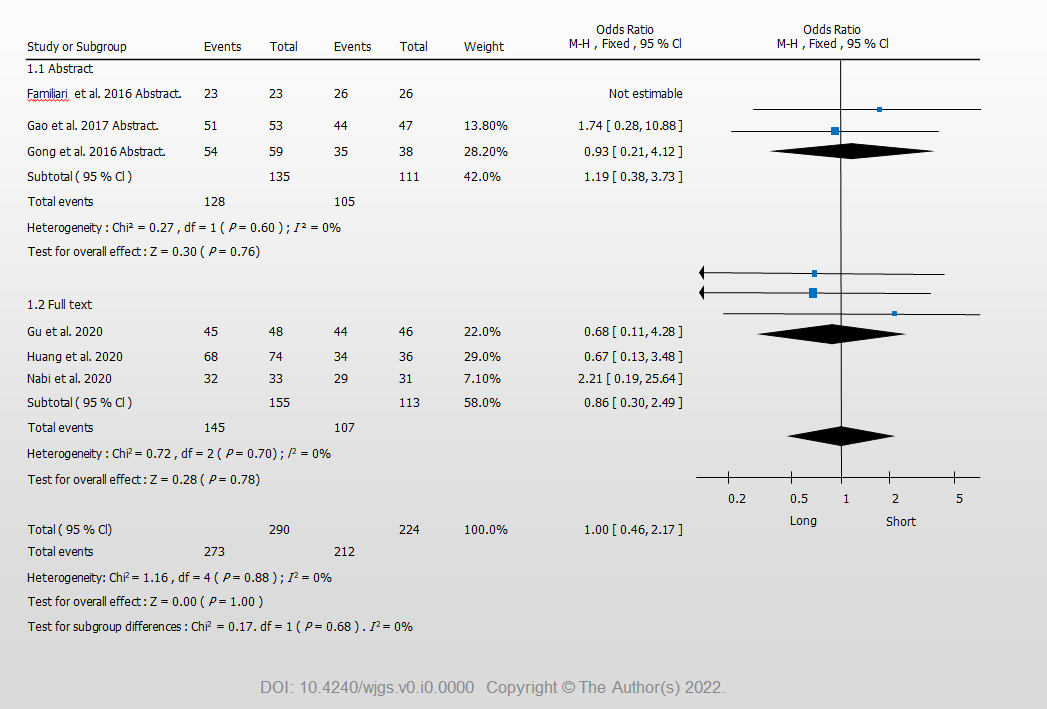 Odds Ratio Odds Ratio
Study or Subgroup Events Total Events Total Weight M-H , Fixed , 95 % CI M-H , Fixed , 95 % CI
1.1 Abstract
Familiari et al. 2016 Abstract. 23 23 26 26 Not estimable
Gao et al. 2017 Abstract. 51 53 44 47 13.80% 1.74 [ 0.28, 10.88 ]
Gong et al. 2016 Abstract. 54 59 35 38 28.20% 0.93 [ 0.21, 4.12 ]
Subtotal ( 95 % CI ) 135 111 42.0% 1.19 [ 0.38, 3.73 ]
Total events 128 105
Heterogeneity : Chi² = 0.27 , df = 1 ( P = 0.60 ) ; I² = 0%
Test for overall effect : Z = 0.30 ( P = 0.76)
1.2 Full text
Gu et al. 2020 45 48 44 46 22.0% 0.68 [ 0.11, 4.28 ]
Huang et al. 2020 68 74 34 36 29.0% 0.67 [ 0.13, 3.48 ]
Nabi et al. 2020 32 33 29 31 7.10% 2.21 [ 0.19, 25.64 ]
Subtotal ( 95 % CI ) 155 113 58.0% 0.86 [ 0.30, 2.49 ]
Total events 145 107
Heterogeneity : Chi² = 0.72 , df = 2 ( P = 0.70) ; I² = 0%
Test for overall effect : Z = 0.28 ( P = 0.78)
0.2 0.5 1 2 5
Long Short
Total ( 95 % CI) 290 224 100.0% 1.00 [ 0.46, 2.17 ]
Total events 273 212
Heterogeneity: Chi² = 1.16 , df = 4 ( P = 0.88 ) ; I² = 0%
Test for overall effect : Z = 0.00 ( P = 1.00 )
Test for subgroup differences : Chi² = 0.17. df = 1 ( P = 0.68 ) . I² = 0%
DOI: 10.4240/wjgs.v0.i0.0000 Copyright © The Author(s) 2022.